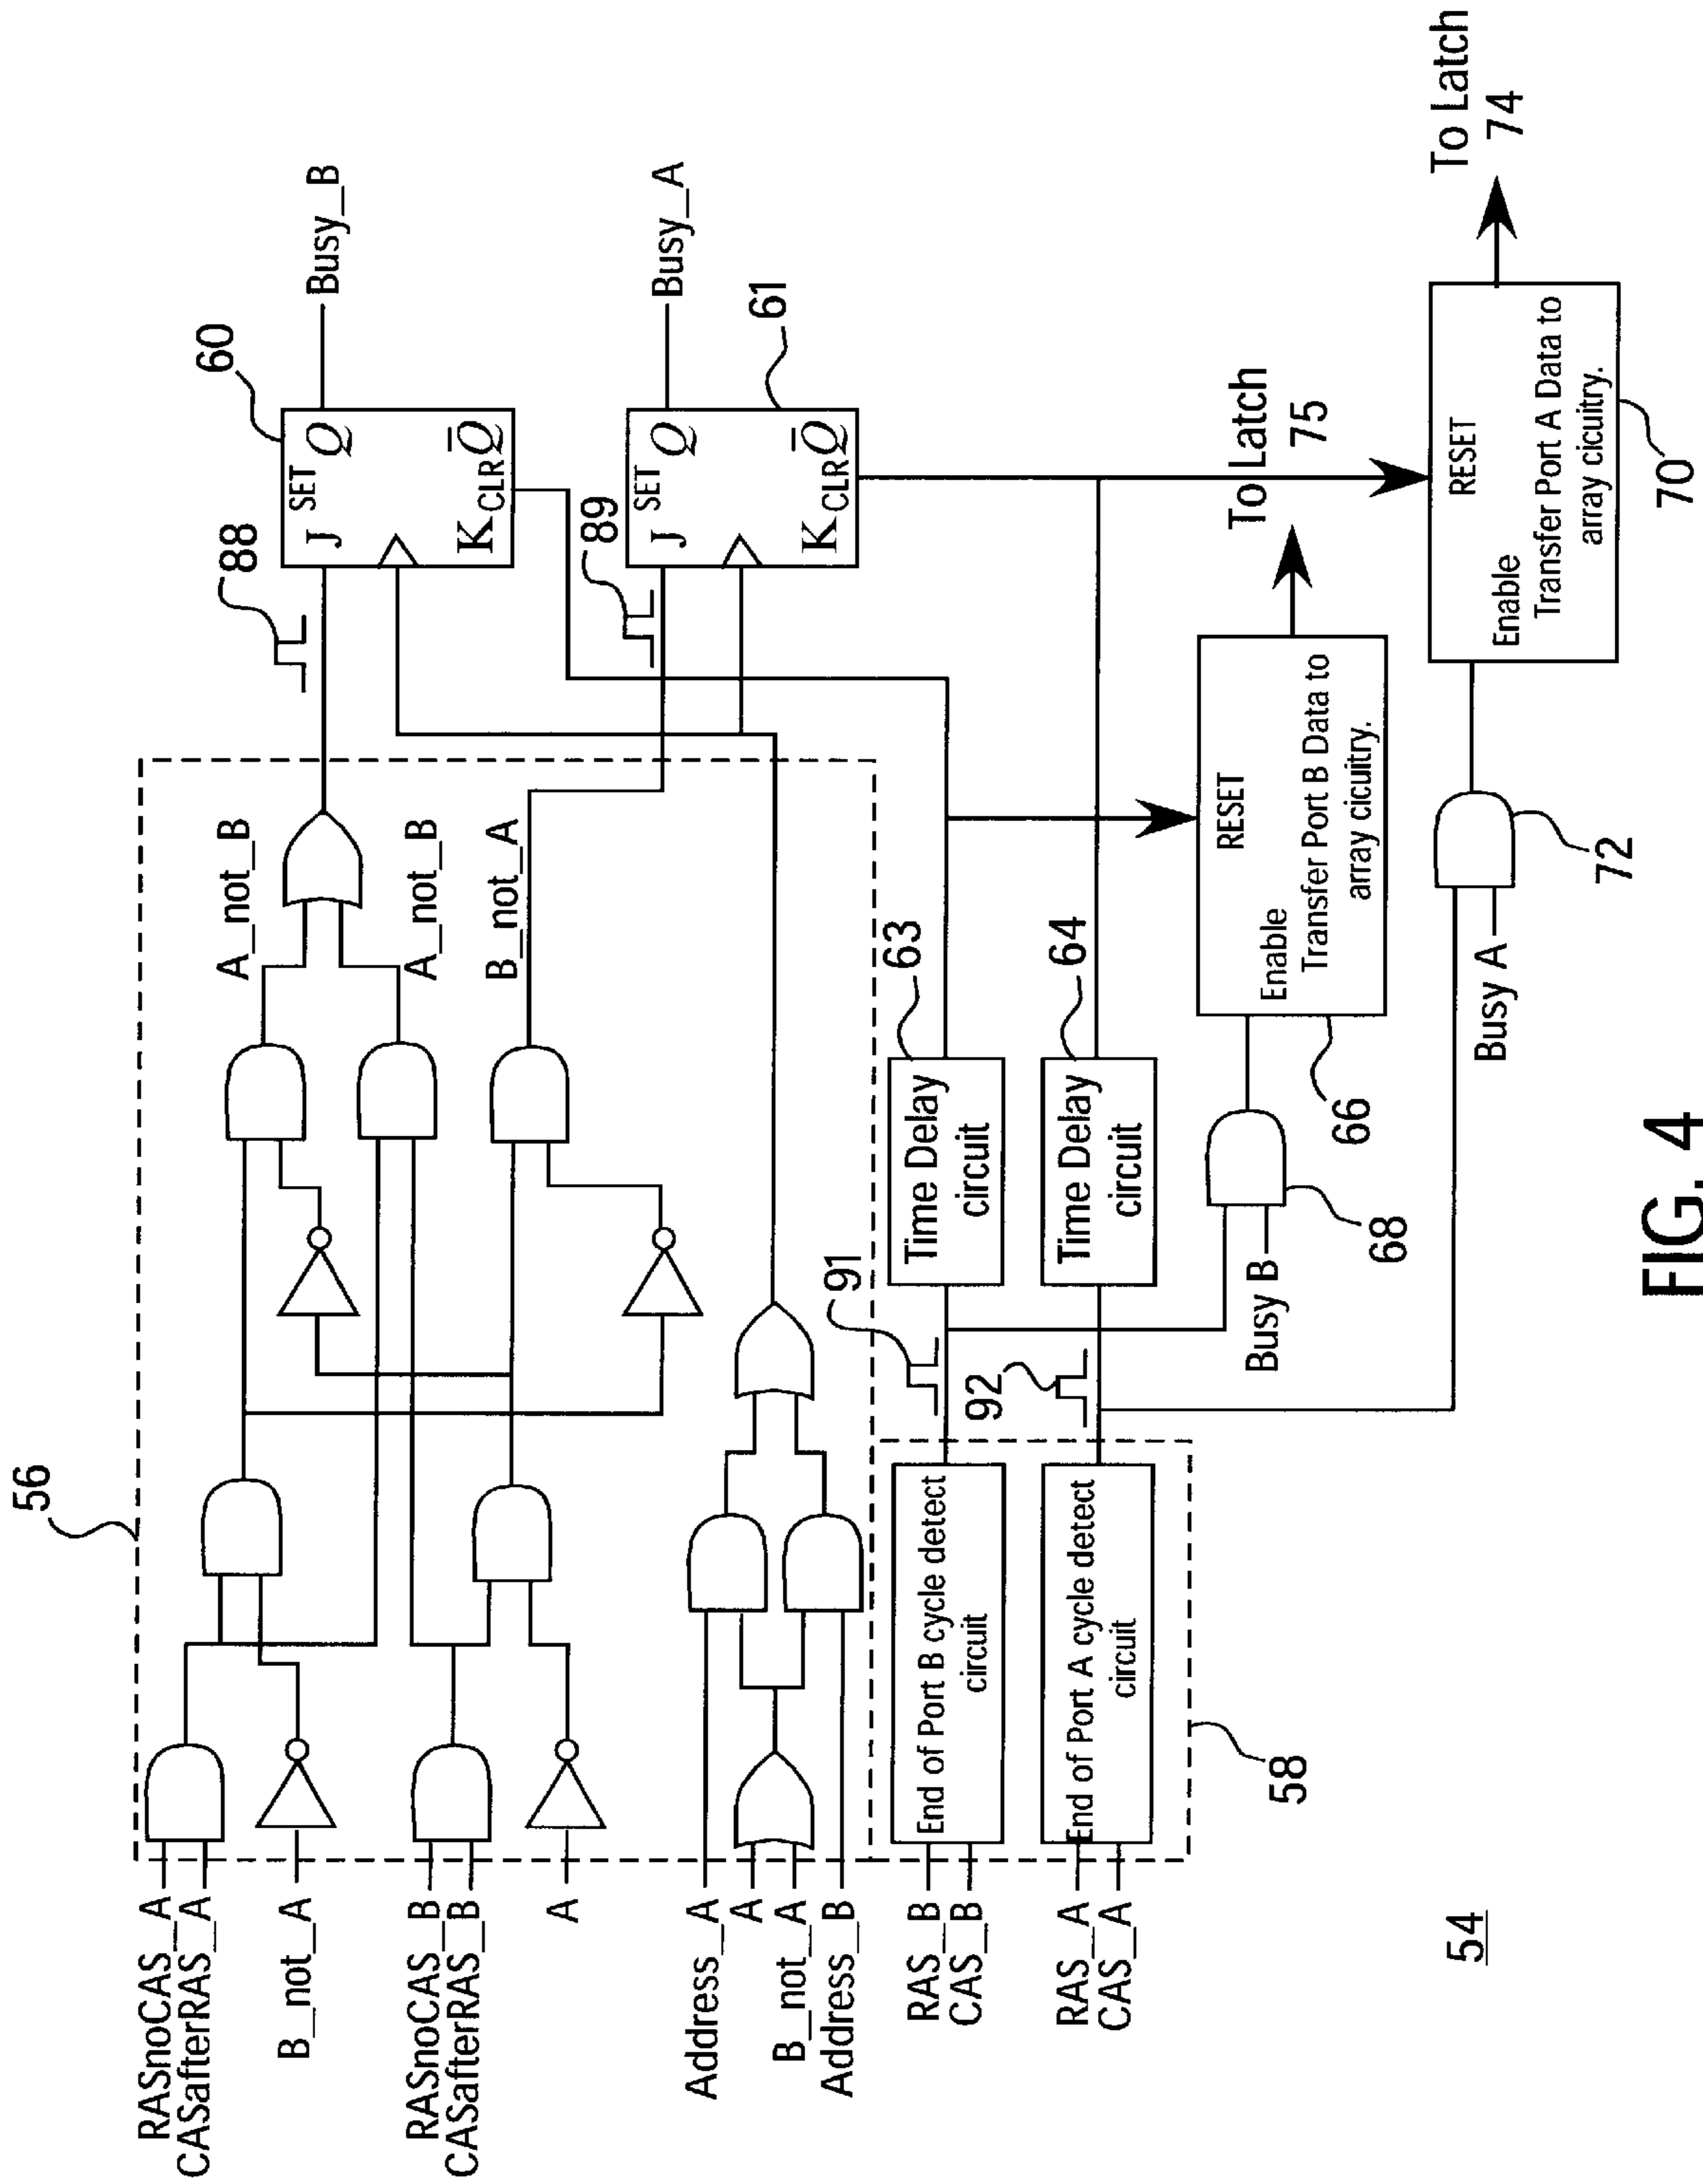 56
RASnoCAS_A
CASafterRAS_A
B_not_A
RASnoCAS_B
CASafterRAS_B
A
Address_A
A
B_not_A
Address_B
RAS_B
CAS_B
RAS_A
CAS_A
A_not_B
A_not_B
B_not_A
88
60
J SET Q
K CLR Q̅
Busy_B
89
J SET Q
K CLR Q̅
Busy_A
61
End of Port B cycle detect
circuit
End of Port A cycle detect
circuit
58
91
92
Time Delay
circuit
63
Time Delay
circuit
64
Busy B
68
Enable
RESET
Transfer Port B Data to
array cicuitry.
66
To Latch
75
Busy A
72
Enable
RESET
Transfer Port A Data to
array cicuitry.
70
To Latch
74
54
FIG. 4